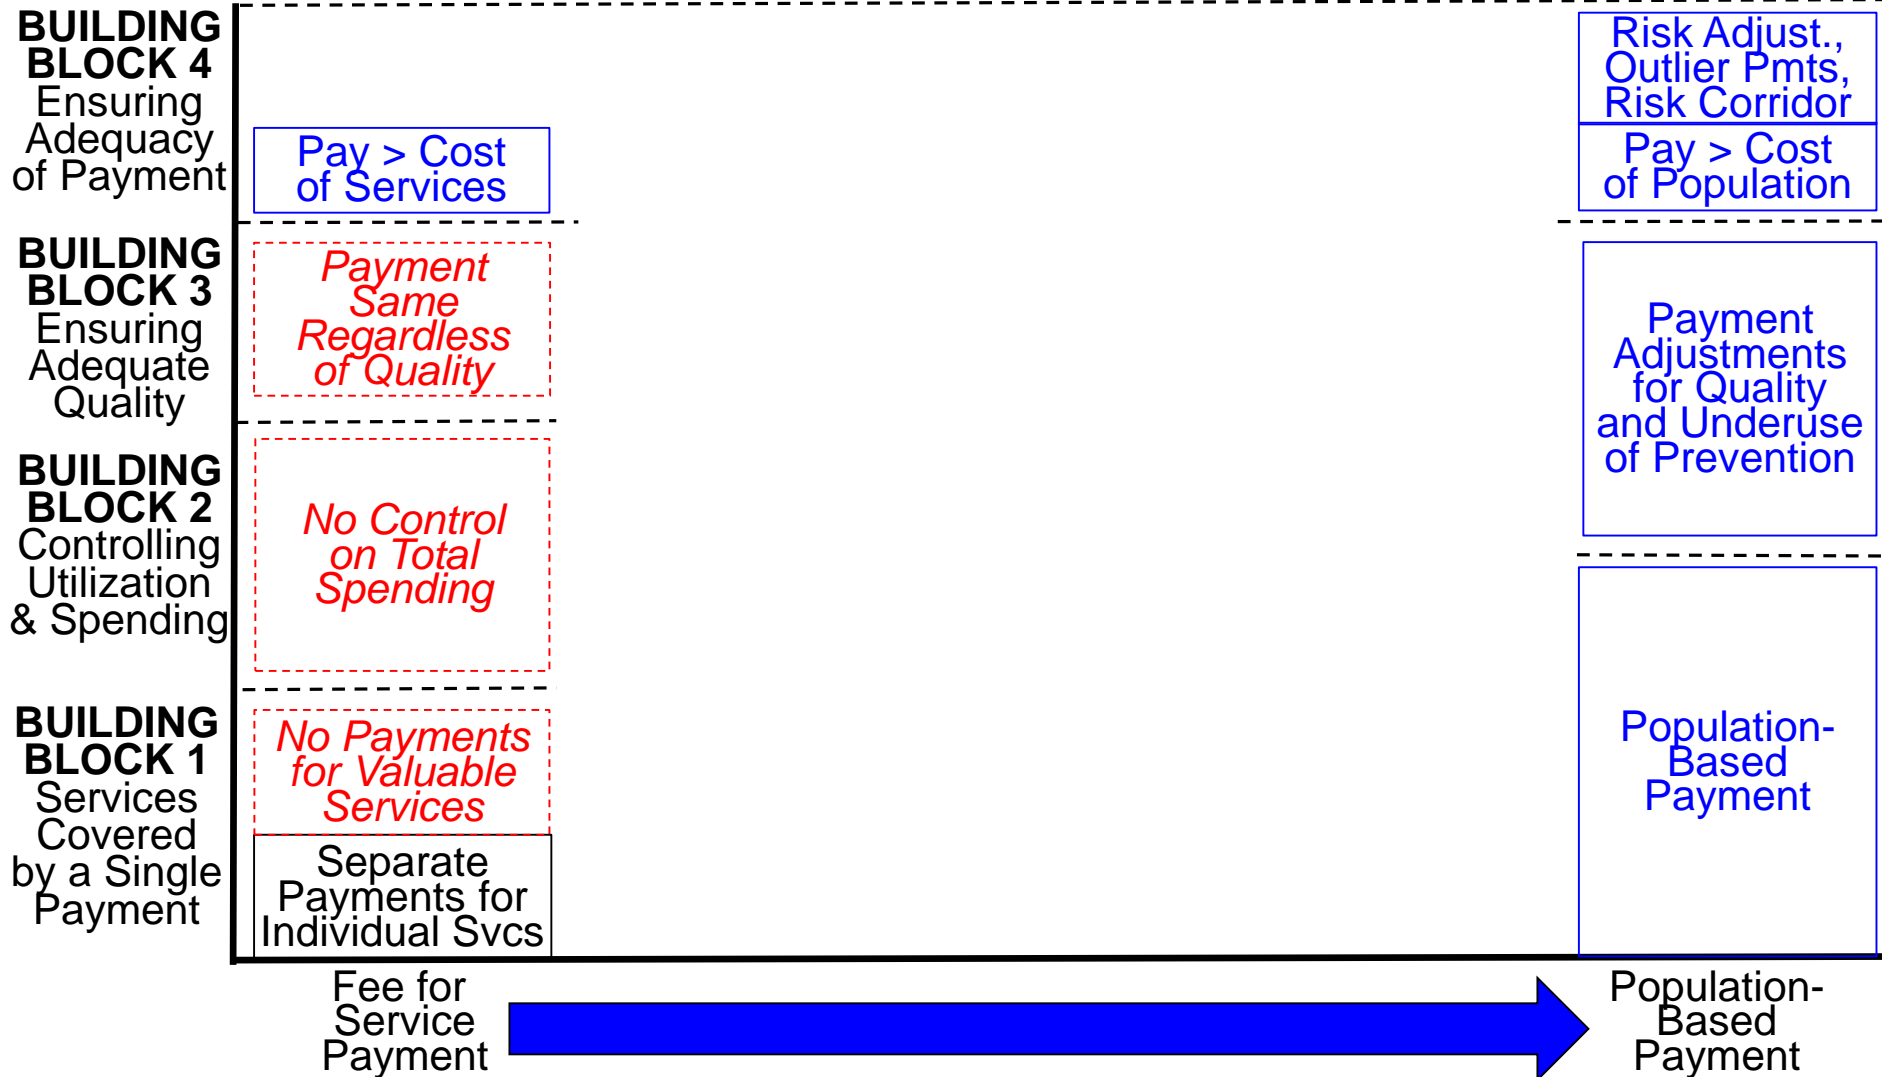 BUILDING
BLOCK 4
Ensuring
Adequacy
of Payment
Pay > Cost
of Services
Risk Adjust.,
Outlier Pmts,
Risk Corridor
Pay > Cost
of Population
BUILDING
BLOCK 3
Ensuring
Adequate
Quality
Payment
Same
Regardless
of Quality
Payment
Adjustments
for Quality
and Underuse
of Prevention
BUILDING
BLOCK 2
Controlling
Utilization
& Spending
No Control
on Total
Spending
BUILDING
BLOCK 1
Services
Covered
by a Single
Payment
No Payments
for Valuable
Services
Separate
Payments for
Individual Svcs
Population-
Based
Payment
Fee for
Service
Payment
Population-
Based
Payment